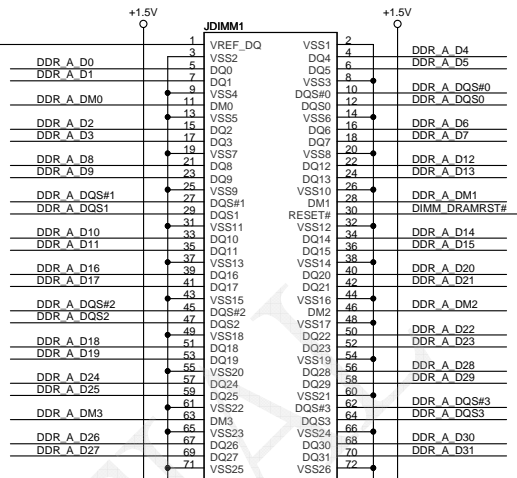 +1.5V +1.5V
JDIMM1
1 VREF_DQ VSS1 2
3 VSS2 DQ4 4 DDR_A_D4
DDR_A_D0 5 DQ0 DQ5 6 DDR_A_D5
DDR_A_D1 7 DQ1 VSS3 8
9 VSS4 DQS#0 10 DDR_A_DQS#0
DDR_A_DM0 11 DM0 DQS0 12 DDR_A_DQS0
13 VSS5 VSS6 14
DDR_A_D2 15 DQ2 DQ6 16 DDR_A_D6
DDR_A_D3 17 DQ3 DQ7 18 DDR_A_D7
19 VSS7 VSS8 20
DDR_A_D8 21 DQ8 DQ12 22 DDR_A_D12
DDR_A_D9 23 DQ9 DQ13 24 DDR_A_D13
25 VSS9 VSS10 26
DDR_A_DQS#1 27 DQS#1 DM1 28 DDR_A_DM1
DDR_A_DQS1 29 DQS1 RESET# 30 DIMM_DRAMRST#
31 VSS11 VSS12 32
DDR_A_D10 33 DQ10 DQ14 34 DDR_A_D14
DDR_A_D11 35 DQ11 DQ15 36 DDR_A_D15
37 VSS13 VSS14 38
DDR_A_D16 39 DQ16 DQ20 40 DDR_A_D20
DDR_A_D17 41 DQ17 DQ21 42 DDR_A_D21
43 VSS15 VSS16 44
DDR_A_DQS#2 45 DQS#2 DM2 46 DDR_A_DM2
DDR_A_DQS2 47 DQS2 VSS17 48
49 VSS18 DQ22 50 DDR_A_D22
DDR_A_D18 51 DQ18 DQ23 52 DDR_A_D23
DDR_A_D19 53 DQ19 VSS19 54
55 VSS20 DQ28 56 DDR_A_D28
DDR_A_D24 57 DQ24 DQ29 58 DDR_A_D29
DDR_A_D25 59 DQ25 VSS21 60
61 VSS22 DQS#3 62 DDR_A_DQS#3
DDR_A_DM3 63 DM3 DQS3 64 DDR_A_DQS3
65 VSS23 VSS24 66
DDR_A_D26 67 DQ26 DQ30 68 DDR_A_D30
DDR_A_D27 69 DQ27 DQ31 70 DDR_A_D31
71 VSS25 VSS26 72